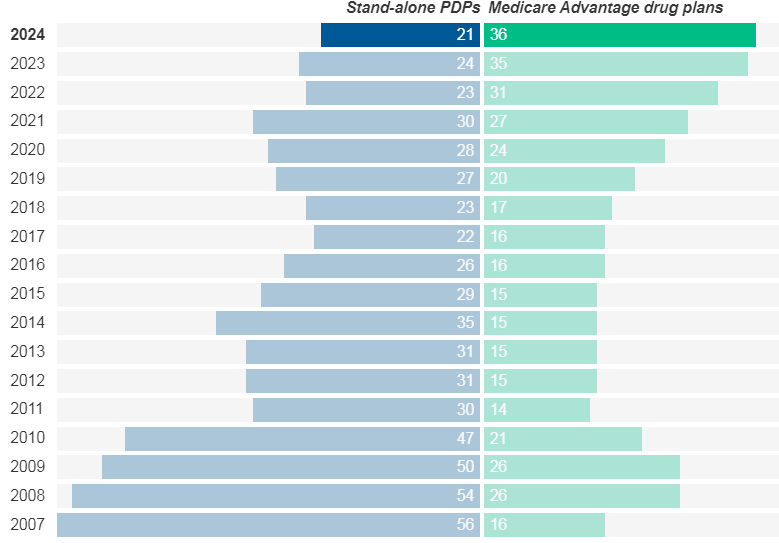 Stand-alone PDPs Medicare Advantage drug plans
2024 21 36
2023 24 35
2022 23 31
2021 30 27
2020 28 24
2019 27 20
2018 23 17
2017 22 16
2016 26 16
2015 29 15
2014 35 15
2013 31 15
2012 31 15
2011 30 14
2010 47 21
2009 50 26
2008 54 26
2007 56 16